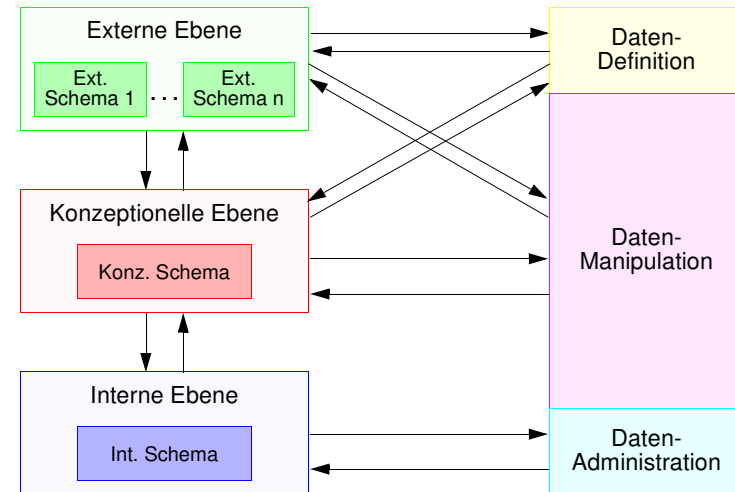 Externe Ebene
Ext.
Schema 1
...
Ext.
Schema n
Konzeptionelle Ebene
Konz. Schema
Interne Ebene
Int. Schema
Daten-
Definition
Daten-
Manipulation
Daten-
Administration